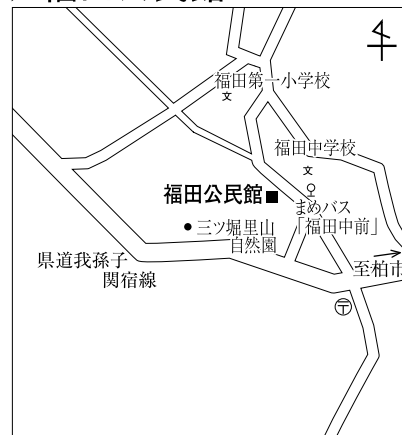 福田第一小学校
文
福田中学校
文
福田公民館■
まめバス
「福田中前」
●三ツ堀里山
自然園
県道我孫子
関宿線
至柏市
〒